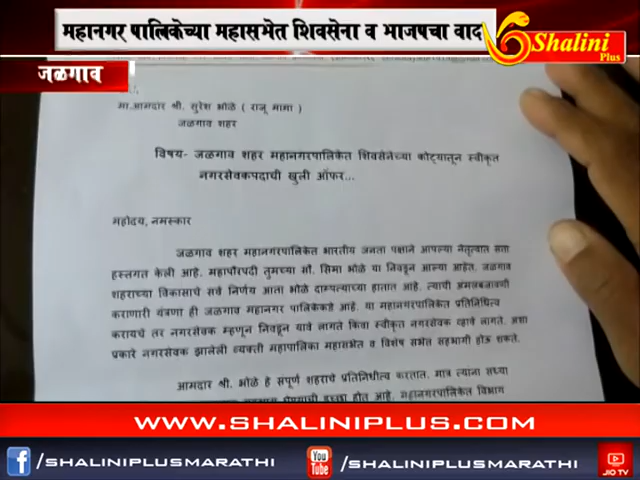 महानगर पालिकेच्या महासभेत शिवसेना व भाजपचा वाद
Shalini
Plus
जळगाव
मा.आमदार श्री. सुरेश भोळे ( राजू मामा )
जळगाव शहर
विषय- जळगाव शहर महानगरपालिकेत शिवसेनेच्या कोट्यातून स्वीकृत
नगरसेवकपदाची खुली ऑफर...
महोदय, नमस्कार
जळगाव शहर महानगरपालिकेत भारतीय जनता पक्षाने आपल्या नेतृत्वात सत्ता
हस्तगत केली आहे. महापौरपदी तुमच्या सौ. सिमा भोळे या निवडून आल्या आहेत. जळगाव
शहराच्या विकासाचे सर्व निर्णय आता भोळे दाम्पत्याच्या हातात आहे. त्याची अंमलबजावणी
करणारी यंत्रणा ही जळगाव महानगर पालिकेकडे आहे. या महानगरपालिकेत प्रतिनिधित्व
करायचे तर नगरसेवक म्हणून निवडून यावे लागते किंवा स्वीकृत नगरसेवक व्हावे लागते. अशा
प्रकारे नगरसेवक झालेली व्यक्ती महापालिका महासभेत व विशेष सभेत सहभागी होऊ शकते.
आमदार श्री. भोळे हे संपूर्ण शहराचे प्रतिनिधीत्व करतात. मात्र त्यांना सध्या
इच्छा होत आहे. महानगरपालिकेत विभाग
WWW.SHALINIPLUS.COM
/SHALINIPLUSMARATHI
You Tube
/SHALINIPLUSMARATHI
JIO TV